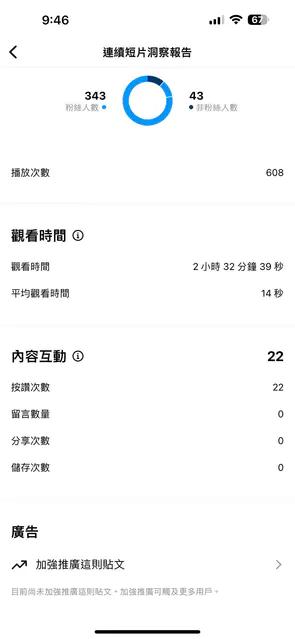 9:46
67
連續短片洞察報告
343
粉絲人數
43
非粉絲人數
播放次數 608
觀看時間
觀看時間 2 小時 32 分鐘 39 秒
平均觀看時間 14 秒
內容互動 22
按讚次數 22
留言數量 0
分享次數 0
儲存次數 0
廣告
加強推廣這則貼文
目前尚未加強推廣這則貼文。加強推廣可觸及更多用戶。